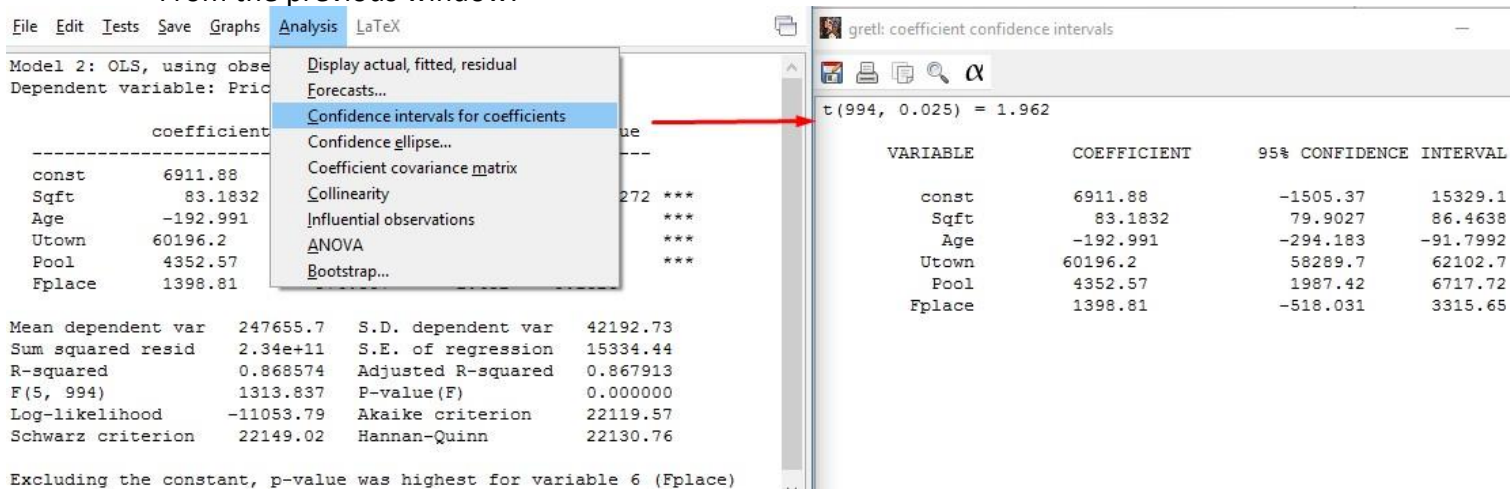 File Edit Tests Save Graphs Analysis LaTeX
Model 2: OLS, using obse
Dependent variable: Pric
coefficient ue
const 6911.88
Sqft 83.1832 272 ***
Age -192.991 ***
Utown 60196.2 ***
Pool 4352.57 ***
Fplace 1398.81
Display actual, fitted, residual
Forecasts...
Confidence intervals for coefficients
Confidence ellipse...
Coefficient covariance matrix
Collinearity
Influential observations
ANOVA
Bootstrap...
Mean dependent var 247655.7 S.D. dependent var 42192.73
Sum squared resid 2.34e+11 S.E. of regression 15334.44
R-squared 0.868574 Adjusted R-squared 0.867913
F(5, 994) 1313.837 P-value(F) 0.000000
Log-likelihood -11053.79 Akaike criterion 22119.57
Schwarz criterion 22149.02 Hannan-Quinn 22130.76
Excluding the constant, p-value was highest for variable 6 (Fplace)
gretl: coefficient confidence intervals
α
t(994, 0.025) = 1.962
VARIABLE COEFFICIENT 95% CONFIDENCE INTERVAL
const 6911.88 -1505.37 15329.1
Sqft 83.1832 79.9027 86.4638
Age -192.991 -294.183 -91.7992
Utown 60196.2 58289.7 62102.7
Pool 4352.57 1987.42 6717.72
Fplace 1398.81 -518.031 3315.65